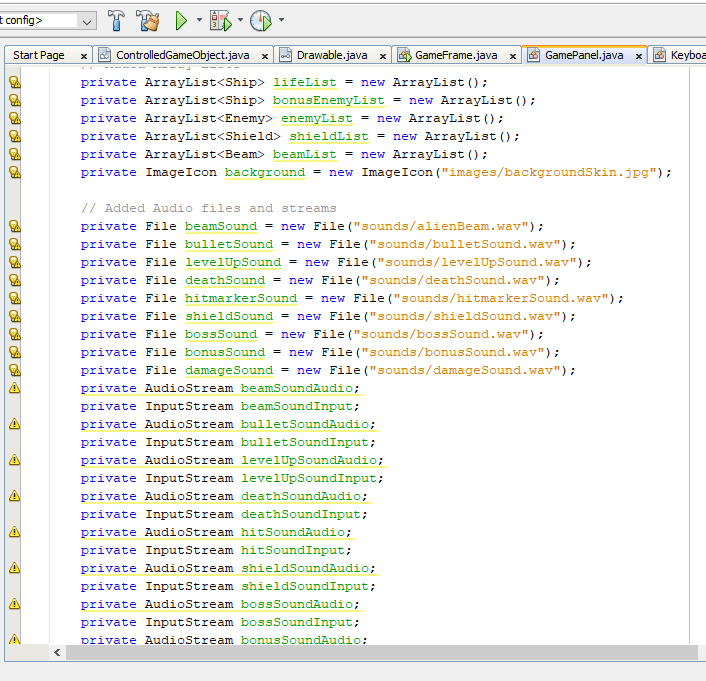 t config>
Start Page x ControlledGameObject.java x Drawable.java x GameFrame.java x GamePanel.java x Keyboa
private ArrayList<Ship> lifeList = new ArrayList();
private ArrayList<Ship> bonusEnemyList = new ArrayList();
private ArrayList<Enemy> enemyList = new ArrayList();
private ArrayList<Shield> shieldList = new ArrayList();
private ArrayList<Beam> beamList = new ArrayList();
private ImageIcon background = new ImageIcon("images/backgroundSkin.jpg");
// Added Audio files and streams
private File beamSound = new File("sounds/alienBeam.wav");
private File bulletSound = new File("sounds/bulletSound.wav");
private File levelUpSound = new File("sounds/levelUpSound.wav");
private File deathSound = new File("sounds/deathSound.wav");
private File hitmarkerSound = new File("sounds/hitmarkerSound.wav");
private File shieldSound = new File("sounds/shieldSound.wav");
private File bossSound = new File("sounds/bossSound.wav");
private File bonusSound = new File("sounds/bonusSound.wav");
private File damageSound = new File("sounds/damageSound.wav");
private AudioStream beamSoundAudio;
private InputStream beamSoundInput;
private AudioStream bulletSoundAudio;
private InputStream bulletSoundInput;
private AudioStream levelUpSoundAudio;
private InputStream levelUpSoundInput;
private AudioStream deathSoundAudio;
private InputStream deathSoundInput;
private AudioStream hitSoundAudio;
private InputStream hitSoundInput;
private AudioStream shieldSoundAudio;
private InputStream shieldSoundInput;
private AudioStream bossSoundAudio;
private InputStream bossSoundInput;
private AudioStream bonusSoundAudio;